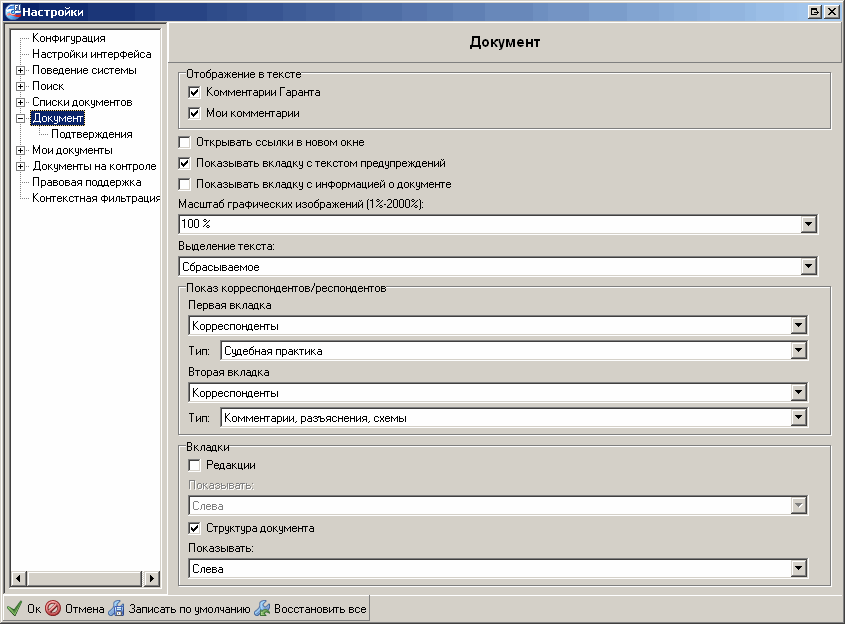 Настройки
Конфигурация
Настройки интерфейса
Поведение системы
Поиск
Списки документов
Документ
Подтверждения
Мои документы
Документы на контроле
Правовая поддержка
Контекстная фильтрация
Документ
Отображение в тексте
Комментарии Гаранта
Мои комментарии
Открывать ссылки в новом окне
Показывать вкладку с текстом предупреждений
Показывать вкладку с информацией о документе
Масштаб графических изображений (1%-2000%):
100 %
Выделение текста:
Сбрасываемое
Показ корреспондентов/респондентов
Первая вкладка
Корреспонденты
Тип: Судебная практика
Вторая вкладка
Корреспонденты
Тип: Комментарии, разъяснения, схемы
Вкладки
Редакции
Показывать:
Слева
Структура документа
Показывать:
Слева
Ок Отмена Записать по умолчанию Восстановить все